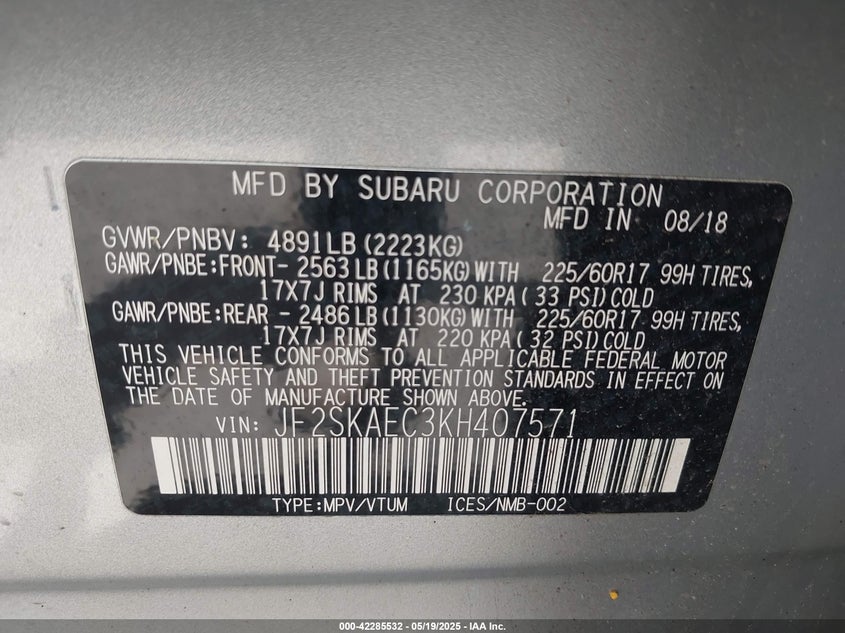 MFD BY SUBARU CORPORATION
MFD IN 08/18
GVWR/PNBV: 4891LB(2223KG)
GAWR/PNBE:FRONT- 2563LB(1165KG)WITH 225/60R17 99H TIRES,
17X7J RIMS AT 230 KPA( 33 PSI)COLD
GAWR/PNBE:REAR - 2486LB(1130KG)WITH 225/60R17 99H TIRES,
17X7J RIMS AT 220 KPA( 32 PSI)COLD
THIS VEHICLE CONFORMS TO ALL APPLICABLE FEDERAL MOTOR
VEHICLE SAFETY AND THEFT PREVENTION STANDARDS IN EFFECT ON
THE DATE OF MANUFACTURE SHOWN ABOVE.
VIN: JF2SKAEC3KH407571
TYPE:MPV/VTUM ICES/NMB-002
000-42285532 - 05/19/2025 - IAA Inc.